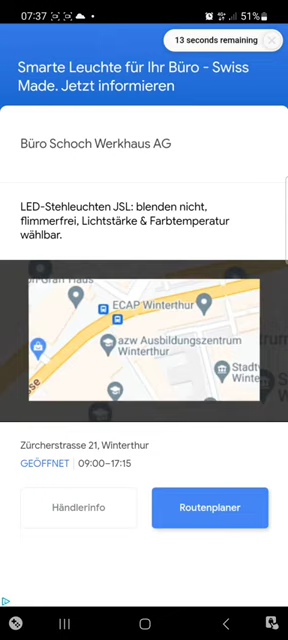 07:37
51%
13 seconds remaining
Smarte Leuchte für Ihr Büro - Swiss
Made. Jetzt informieren
Büro Schoch Werkhaus AG
LED-Stehleuchten JSL: blenden nicht,
flimmerfrei, Lichtstärke & Farbtemperatur
wählbar.
ECAP Winterthur
azw Ausbildungszentrum
Winterthur
Zürcherstrasse 21, Winterthur
GEÖFFNET | 09:00–17:15
Händlerinfo
Routenplaner